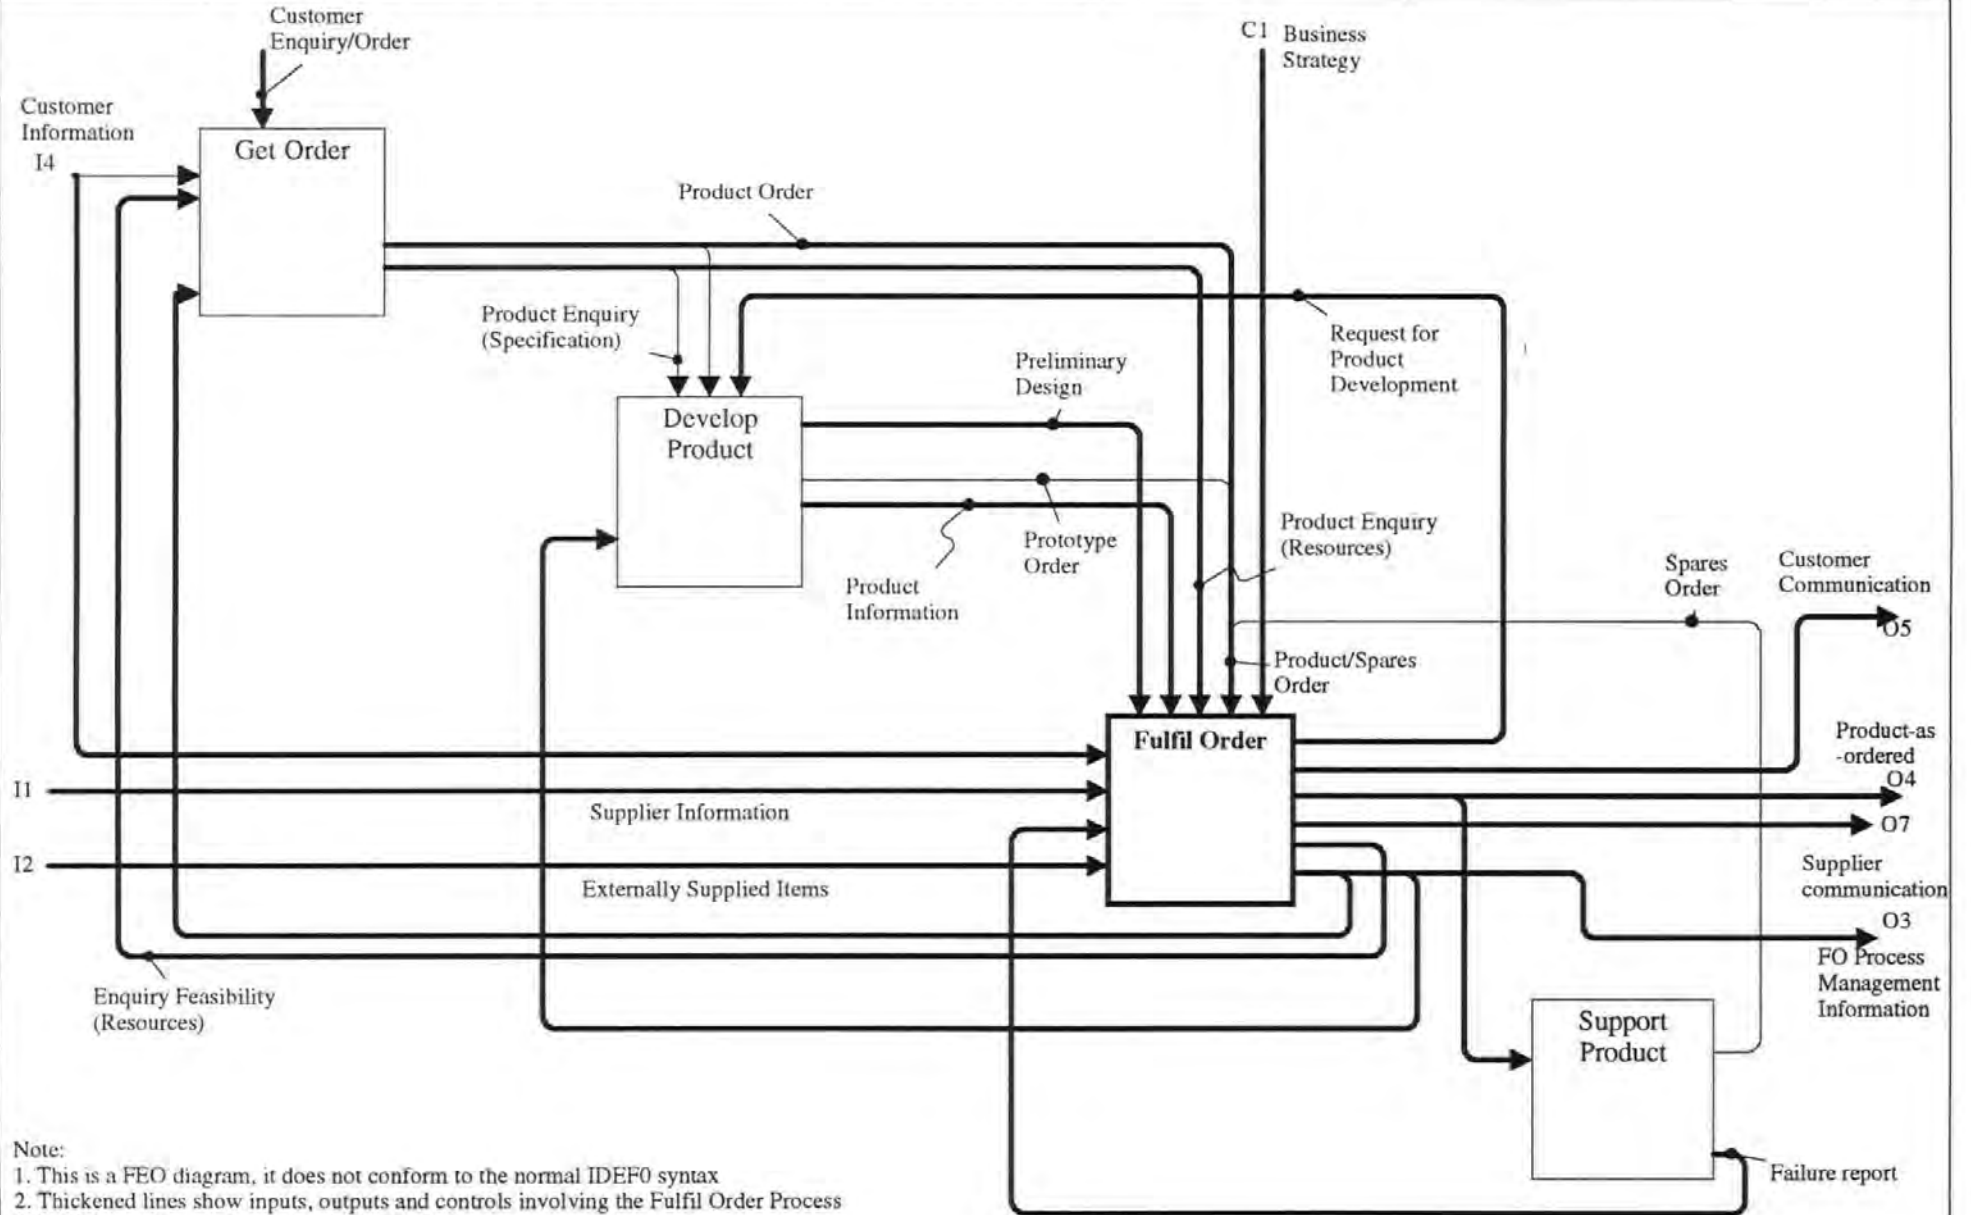 Customer
Enquiry/Order
C1 Business
Strategy
Customer
Information
I4
Get Order
Product Order
Product Enquiry
(Specification)
Request for
Product
Development
Preliminary
Design
Develop
Product
Prototype
Order
Product
Information
Product Enquiry
(Resources)
Spares
Order
Customer
Communication
O5
Product/Spares
Order
Fulfil Order
Product-as
-ordered
O4
I1
Supplier Information
O7
I2
Externally Supplied Items
Supplier
communication
O3
FO Process
Management
Information
Enquiry Feasibility
(Resources)
Support
Product
Failure report
Note:
1. This is a FEO diagram, it does not conform to the normal IDEF0 syntax
2. Thickened lines show inputs, outputs and controls involving the Fulfil Order Process